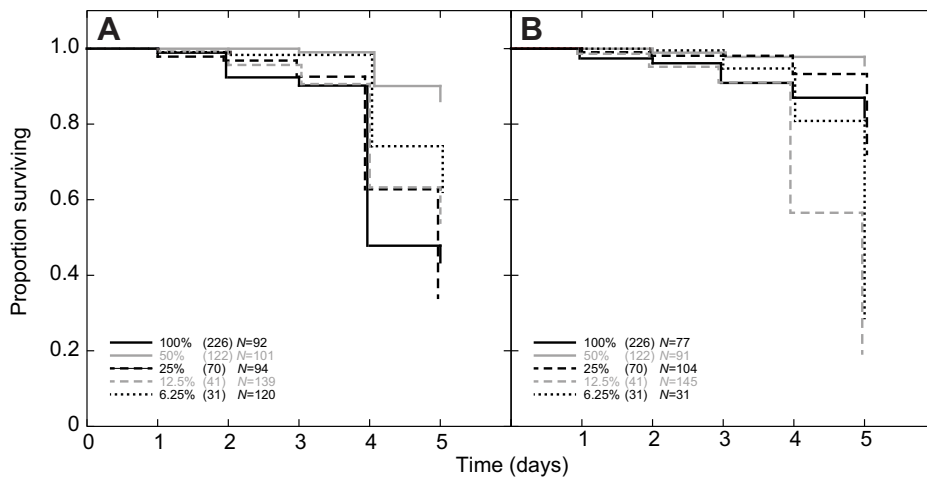 A
B
Proportion surviving
1.0
0.8
0.6
0.4
0.2
0
100% (226) N=92
50% (122) N=101
25% (70) N=94
12.5% (41) N=139
6.25% (31) N=120
100% (226) N=77
50% (122) N=91
25% (70) N=104
12.5% (41) N=145
6.25% (31) N=31
0 1 2 3 4 5 1 2 3 4 5
Time (days)